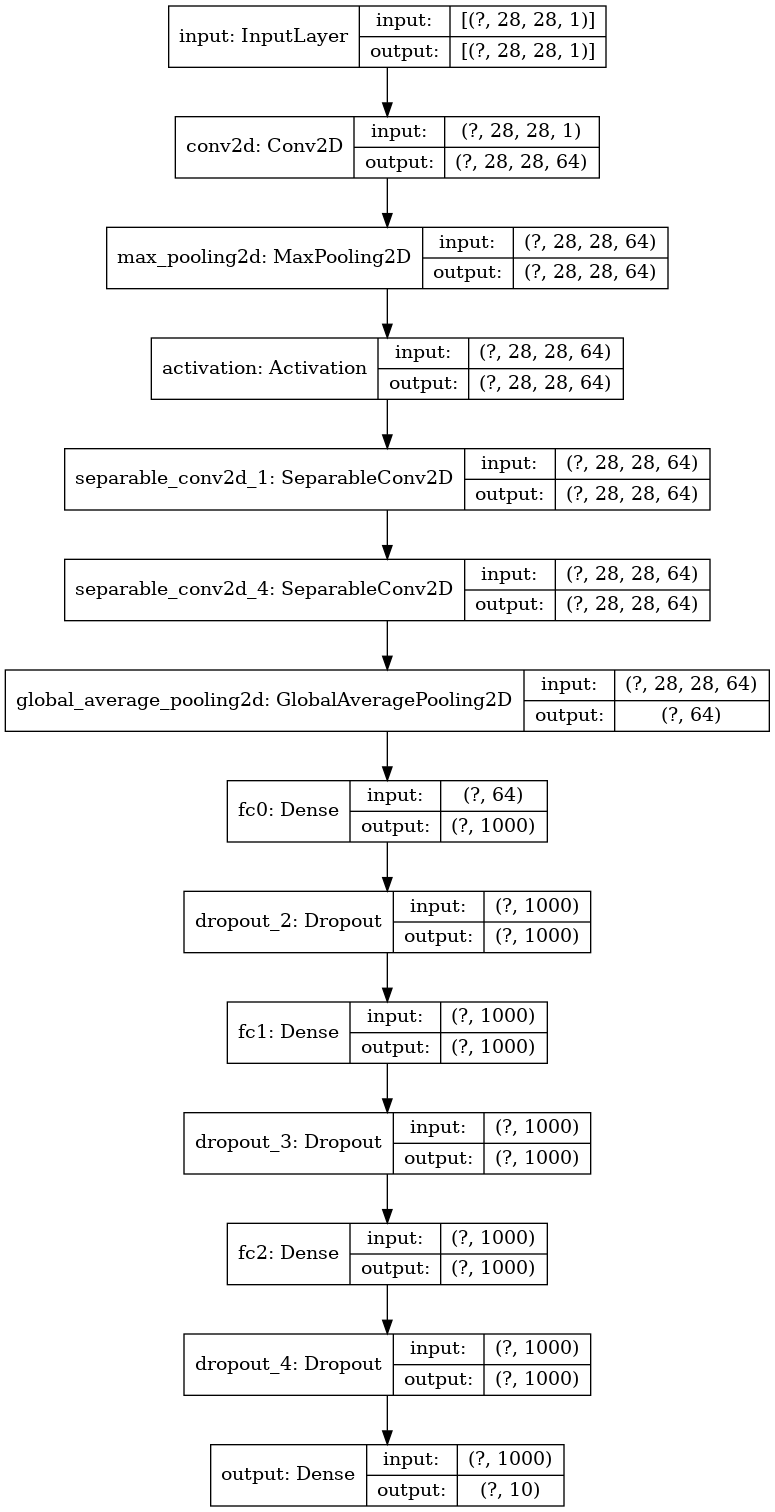 input: InputLayer input: [(?, 28, 28, 1)]
output: [(?, 28, 28, 1)]
conv2d: Conv2D input: (?, 28, 28, 1)
output: (?, 28, 28, 64)
max_pooling2d: MaxPooling2D input: (?, 28, 28, 64)
output: (?, 28, 28, 64)
activation: Activation input: (?, 28, 28, 64)
output: (?, 28, 28, 64)
separable_conv2d_1: SeparableConv2D input: (?, 28, 28, 64)
output: (?, 28, 28, 64)
separable_conv2d_4: SeparableConv2D input: (?, 28, 28, 64)
output: (?, 28, 28, 64)
global_average_pooling2d: GlobalAveragePooling2D input: (?, 28, 28, 64)
output: (?, 64)
fc0: Dense input: (?, 64)
output: (?, 1000)
dropout_2: Dropout input: (?, 1000)
output: (?, 1000)
fc1: Dense input: (?, 1000)
output: (?, 1000)
dropout_3: Dropout input: (?, 1000)
output: (?, 1000)
fc2: Dense input: (?, 1000)
output: (?, 1000)
dropout_4: Dropout input: (?, 1000)
output: (?, 1000)
output: Dense input: (?, 1000)
output: (?, 10)